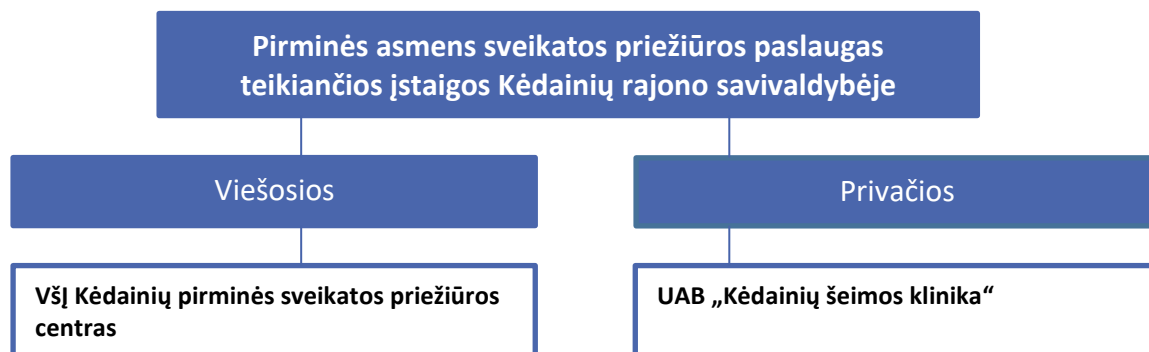 Pirminės asmens sveikatos priežiūros paslaugas
teikiančios įstaigos Kėdainių rajono savivaldybėje
Viešosios
Privačios
VšĮ Kėdainių pirminės sveikatos priežiūros
centras
UAB „Kėdainių šeimos klinika“